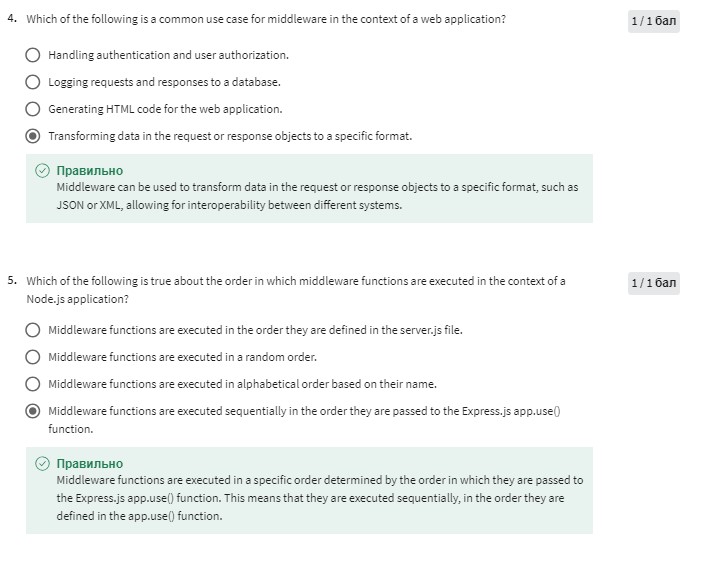 4. Which of the following is a common use case for middleware in the context of a web application?
1 / 1 бал
Handling authentication and user authorization.
Logging requests and responses to a database.
Generating HTML code for the web application.
Transforming data in the request or response objects to a specific format.
Правильно
Middleware can be used to transform data in the request or response objects to a specific format, such as
JSON or XML, allowing for interoperability between different systems.
5. Which of the following is true about the order in which middleware functions are executed in the context of a
Node.js application?
1 / 1 бал
Middleware functions are executed in the order they are defined in the server.js file.
Middleware functions are executed in a random order.
Middleware functions are executed in alphabetical order based on their name.
Middleware functions are executed sequentially in the order they are passed to the Express.js app.use()
function.
Правильно
Middleware functions are executed in a specific order determined by the order in which they are passed to
the Express.js app.use() function. This means that they are executed sequentially, in the order they are
defined in the app.use() function.